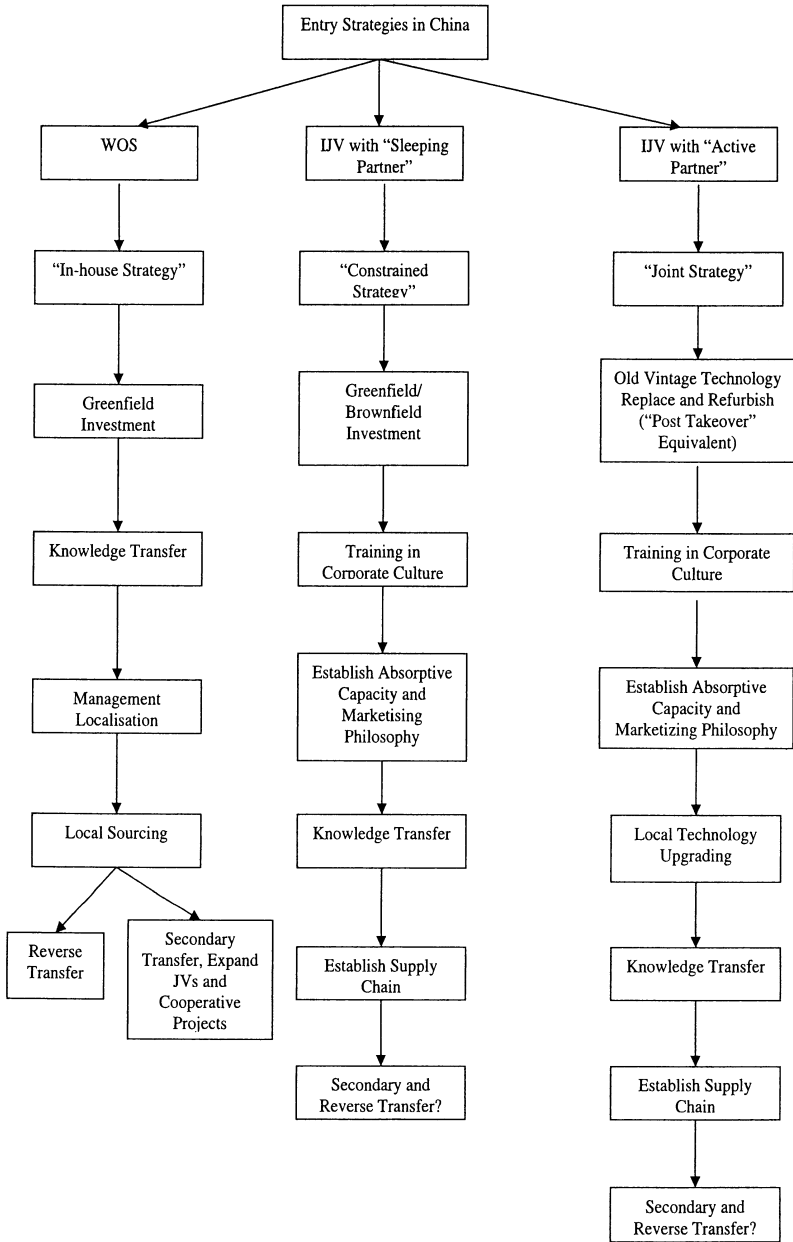 Entry Strategies in China
WOS
"In-house Strategy"
Greenfield
Investment
Knowledge Transfer
Management
Localisation
Local Sourcing
Reverse
Transfer
Secondary
Transfer, Expand
JVs and
Cooperative
Projects
IJV with "Sleeping
Partner"
"Constrained
Strategy"
Greenfield/
Brownfield
Investment
Training in
Corporate Culture
Establish Absorptive
Capacity and
Marketising
Philosophy
Knowledge Transfer
Establish Supply
Chain
Secondary and
Reverse Transfer?
IJV with "Active
Partner"
"Joint Strategy"
Old Vintage Technology
Replace and Refurbish
("Post Takeover"
Equivalent)
Training in Corporate
Culture
Establish Absorptive
Capacity and
Marketizing Philosophy
Local Technology
Upgrading
Knowledge Transfer
Establish Supply
Chain
Secondary and
Reverse Transfer?